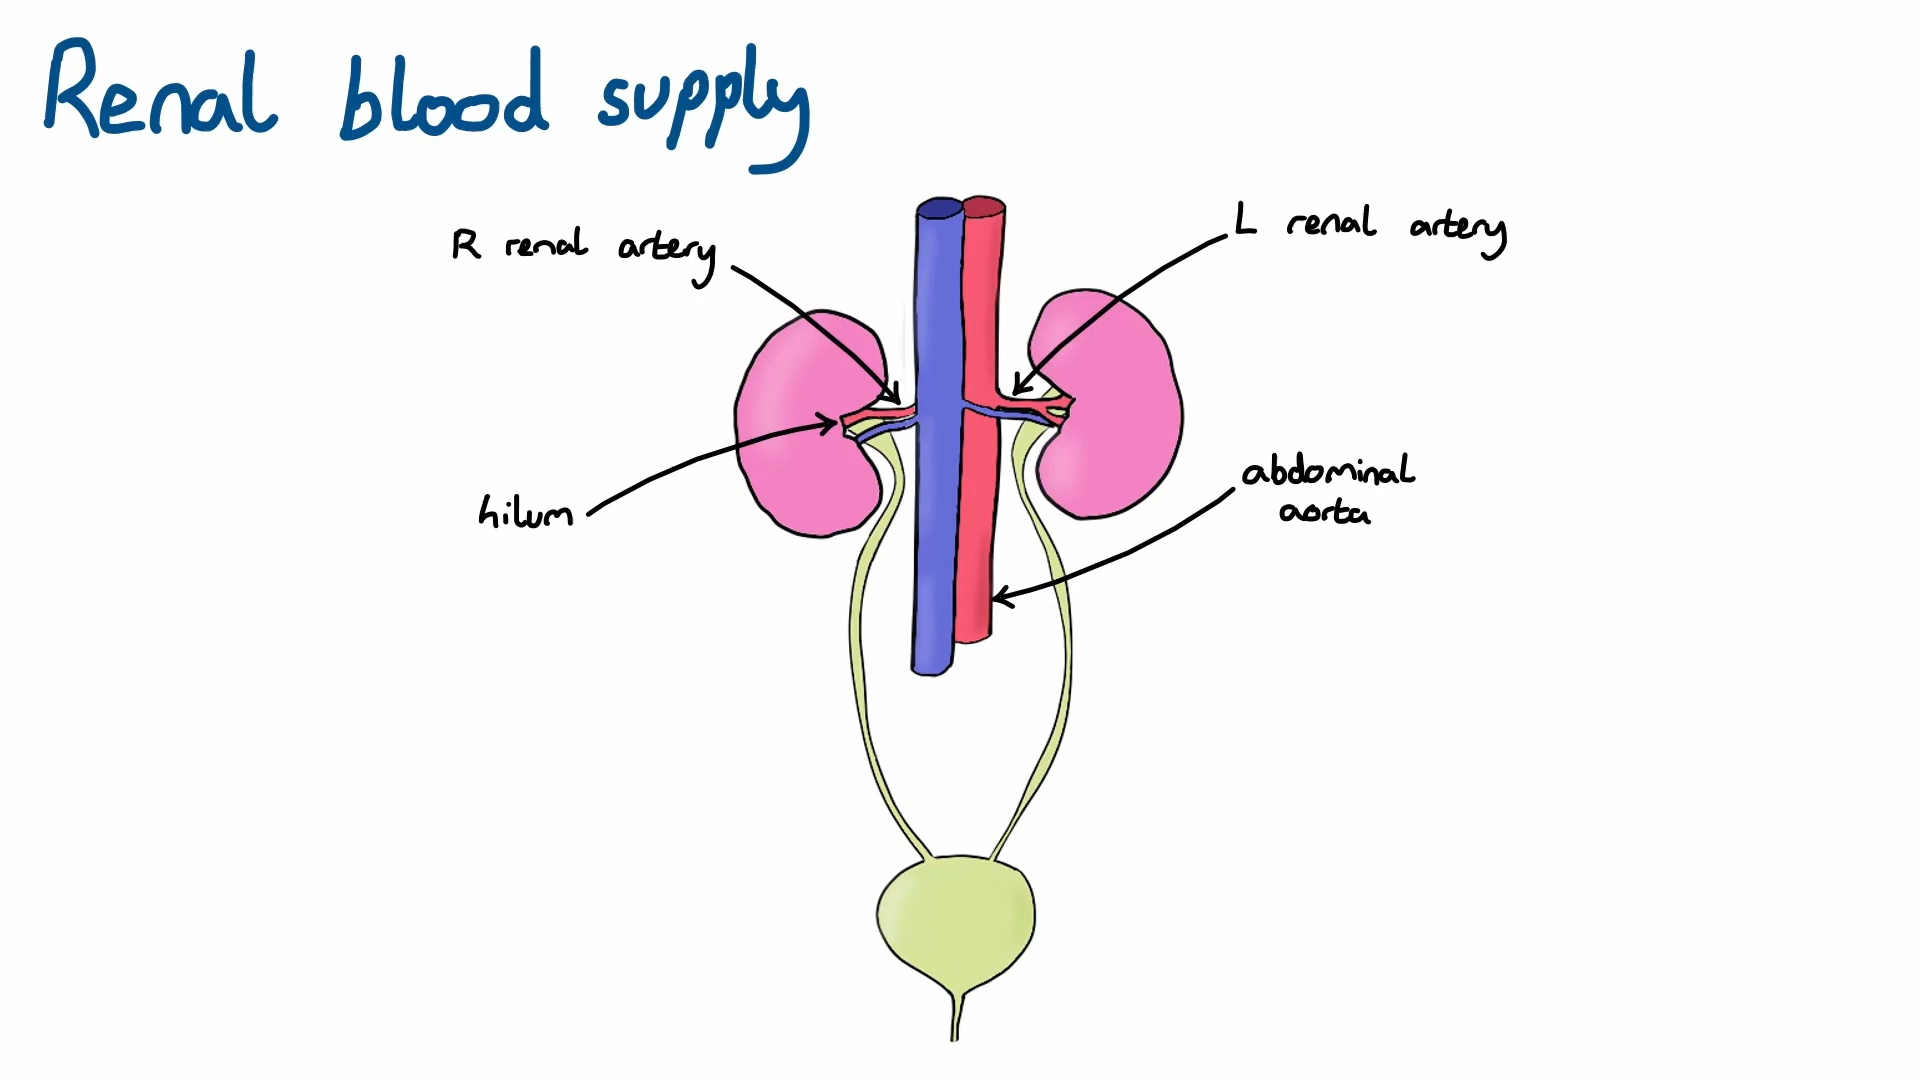 Renal blood supply
R renal artery
L renal artery
hilum
abdominal
aorta